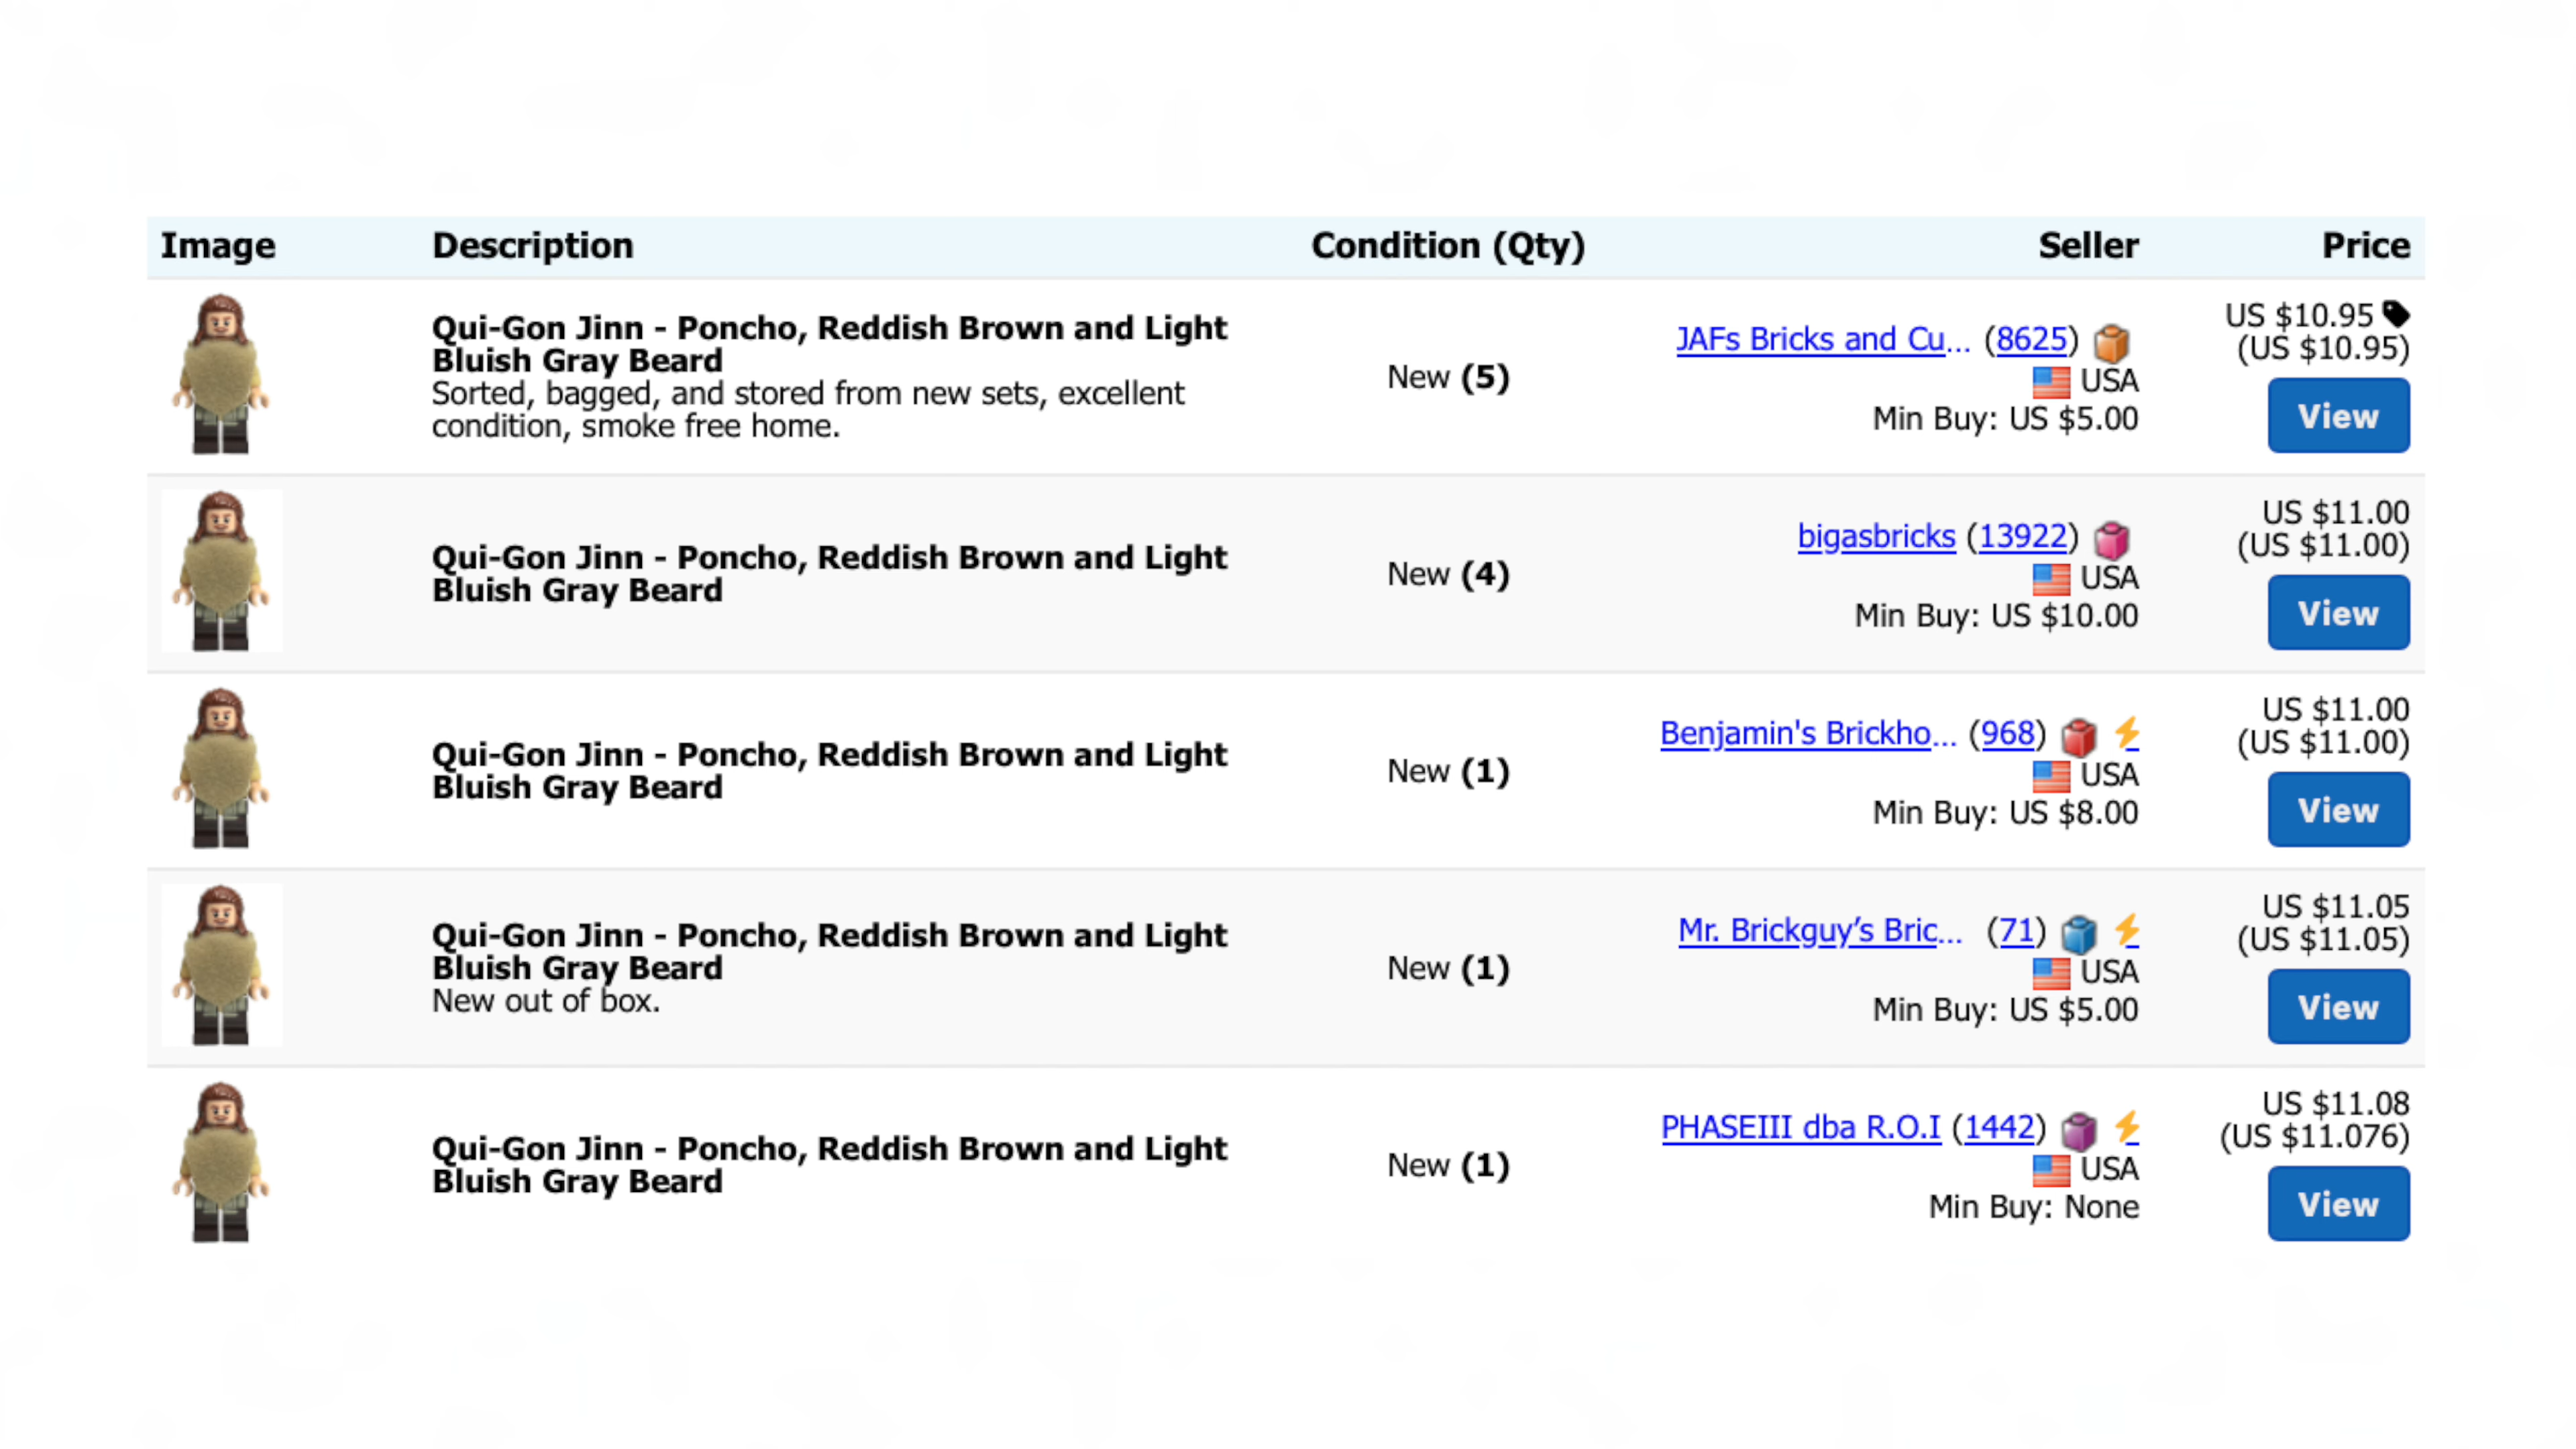 Image Description Condition (Qty) Seller Price
Qui-Gon Jinn - Poncho, Reddish Brown and Light
Bluish Gray Beard
Sorted, bagged, and stored from new sets, excellent
condition, smoke free home.
New (5)
JAFs Bricks and Cu... (8625)
USA
Min Buy: US $5.00
US $10.95
(US $10.95)
View
Qui-Gon Jinn - Poncho, Reddish Brown and Light
Bluish Gray Beard
New (4)
bigasbricks (13922)
USA
Min Buy: US $10.00
US $11.00
(US $11.00)
View
Qui-Gon Jinn - Poncho, Reddish Brown and Light
Bluish Gray Beard
New (1)
Benjamin's Brickho... (968)
USA
Min Buy: US $8.00
US $11.00
(US $11.00)
View
Qui-Gon Jinn - Poncho, Reddish Brown and Light
Bluish Gray Beard
New out of box.
New (1)
Mr. Brickguy’s Bric... (71)
USA
Min Buy: US $5.00
US $11.05
(US $11.05)
View
Qui-Gon Jinn - Poncho, Reddish Brown and Light
Bluish Gray Beard
New (1)
PHASEIII dba R.O.I (1442)
USA
Min Buy: None
US $11.08
(US $11.076)
View